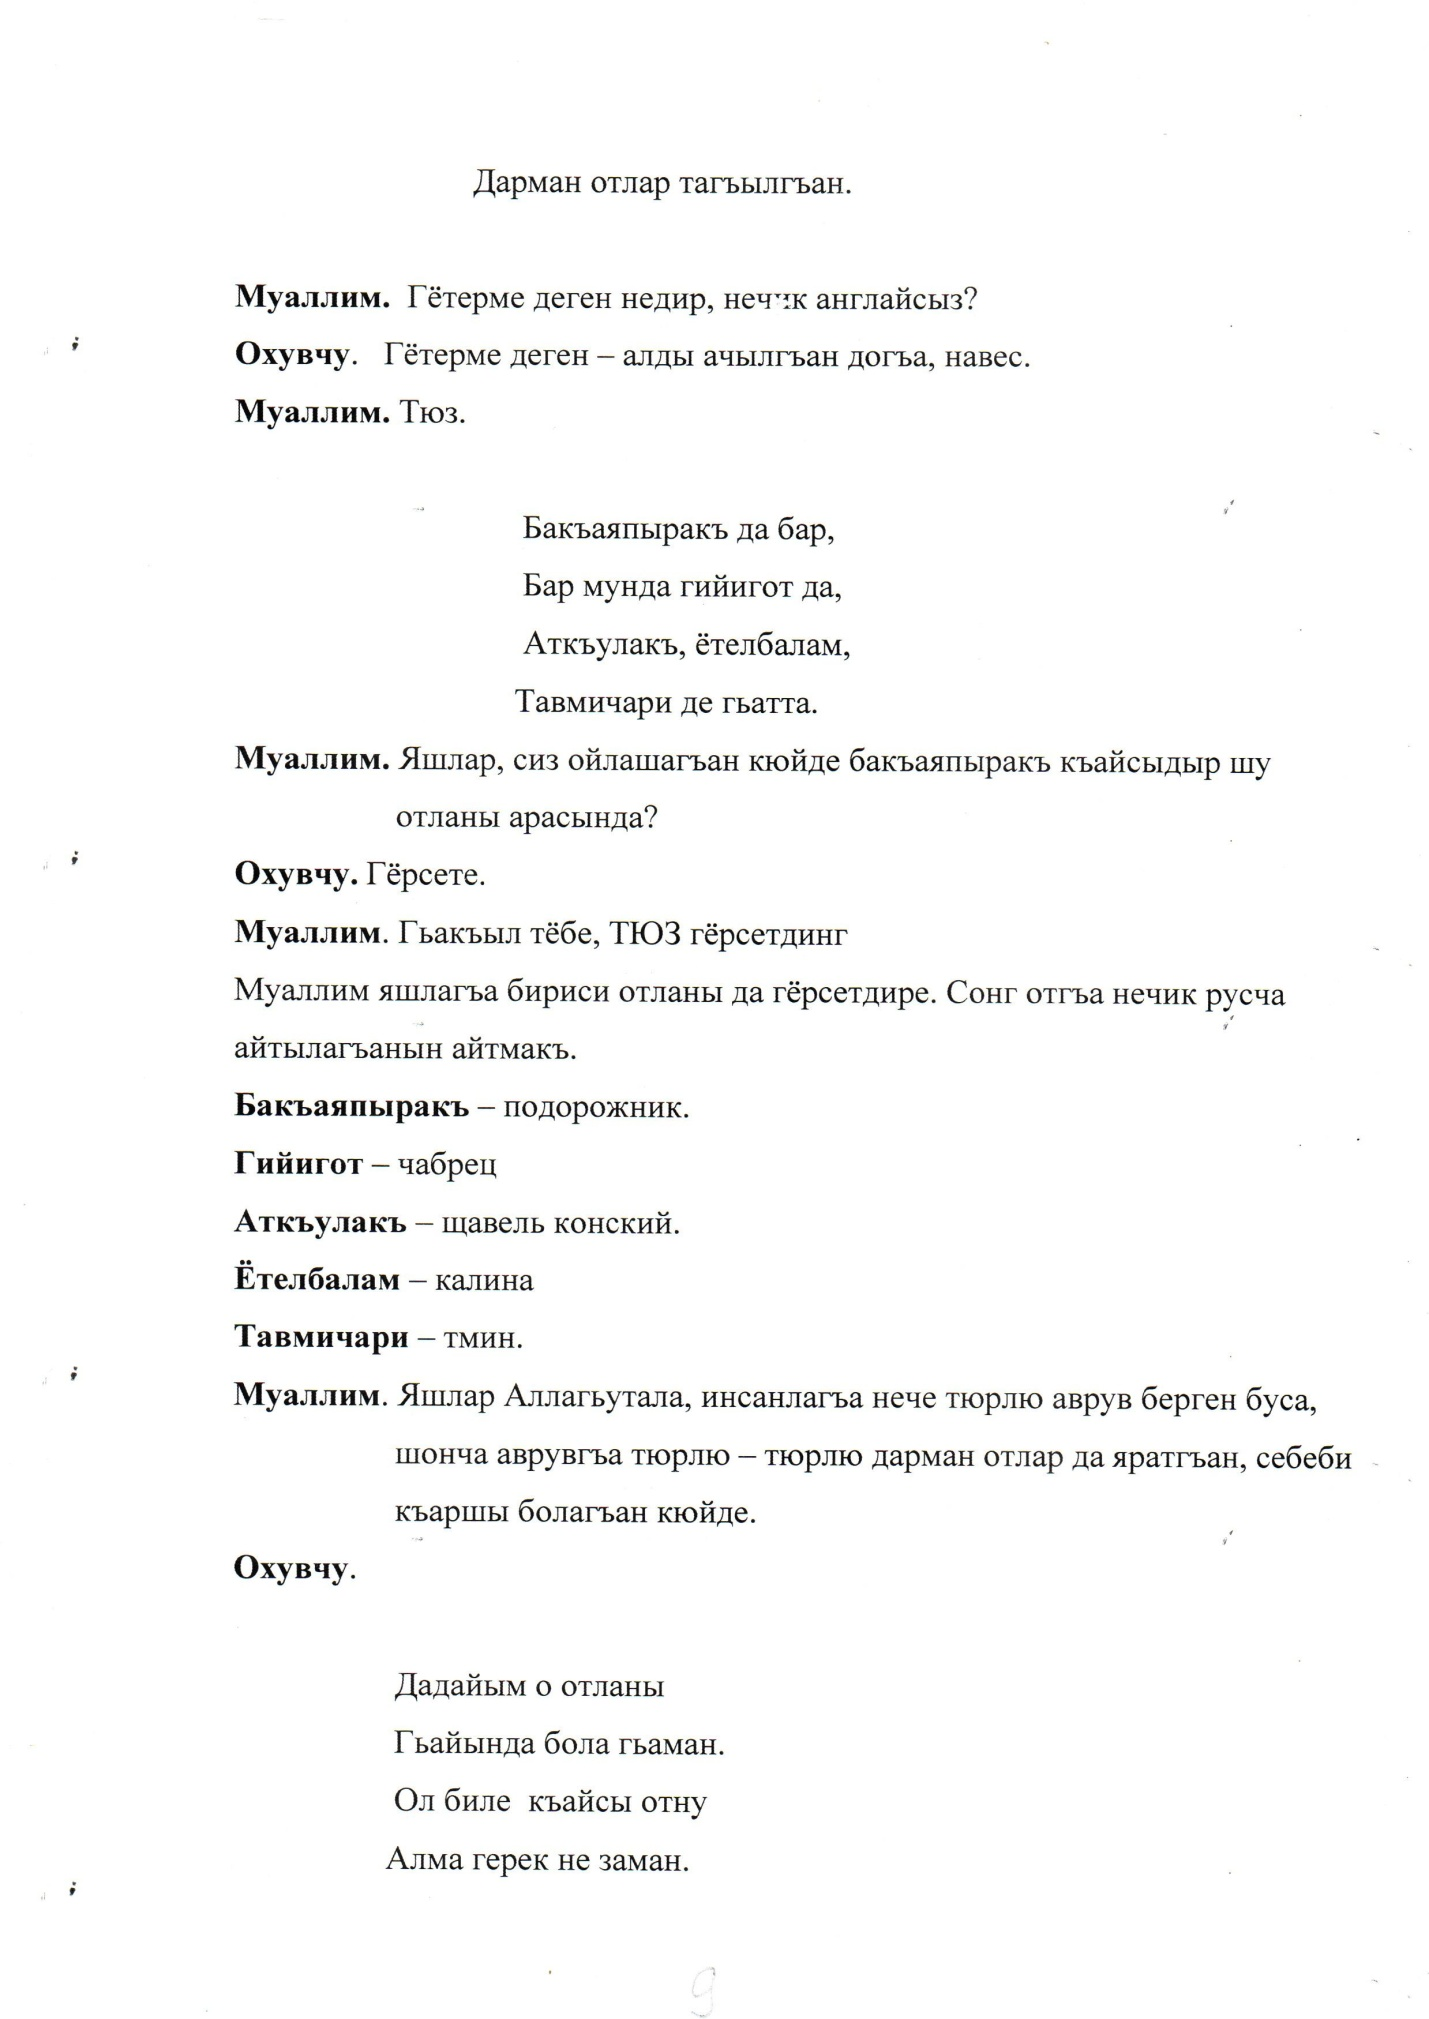 Дарман отлар тагъылгъан.
Муаллим. Гётерме деген недир, нечик англайсыз?
Охувчу. Гётерме деген – алды ачылгъан догъа, навес.
Муаллим. Тюз.
Бакъаяпыракъ да бар,
Бар мунда гийигот да,
Аткъулакъ, ётелбалам,
Тавмичари де гьатта.
Муаллим. Яшлар, сиз ойлашагъан кюйде бакъаяпыракъ къайсыдыр шу
отланы арасында?
Охувчу. Гёрсете.
Муаллим. Гьакъыл тёбе, ТЮЗ гёрсетдинг
Муаллим яшлагъа бириси отланы да гёрсетдире. Сонг отгъа нечик русча
айтылагъанын айтмакъ.
Бакъаяпыракъ – подорожник.
Гийигот – чабрец
Аткъулакъ – щавель конский.
Ётелбалам – калина
Тавмичари – тмин.
Муаллим. Яшлар Аллагьутала, инсанлагъа нече тюрлю аврув берген буса,
шонча аврувгъа тюрлю – тюрлю дарман отлар да яратгъан, себеби
къаршы болагъан кюйде.
Охувчу.
Дадайым о отланы
Гьайында бола гьаман.
Ол биле къайсы отну
Алма герек не заман.
9